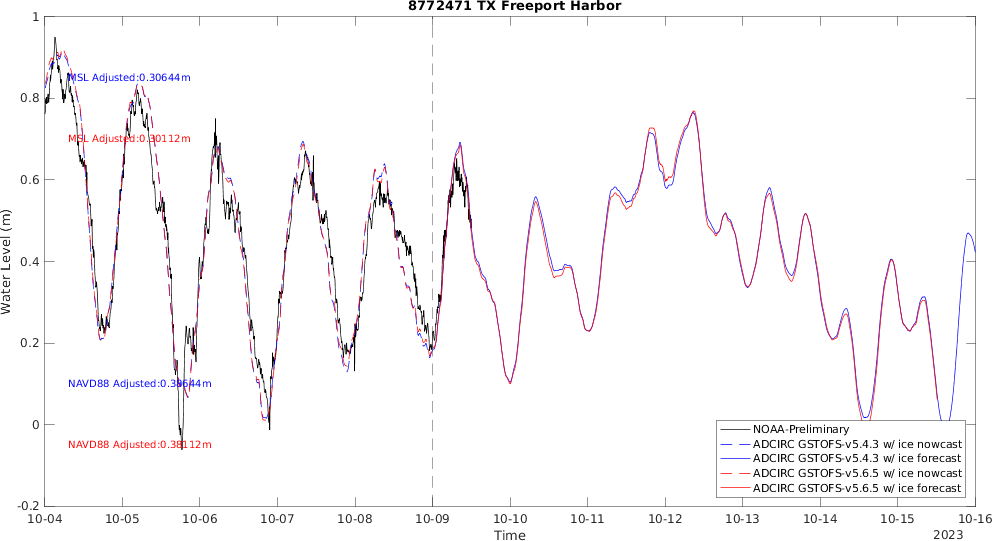 8772471 TX Freeport Harbor
1
0.8
0.6
0.4
0.2
0
-0.2
Water Level (m)
MSL Adjusted:0.30644m
MSL Adjusted:0.30112m
NAVD88 Adjusted:0.38644m
NAVD88 Adjusted:0.38112m
NOAA-Preliminary
ADCIRC GSTOFS-v5.4.3 w/ ice nowcast
ADCIRC GSTOFS-v5.4.3 w/ ice forecast
ADCIRC GSTOFS-v5.6.5 w/ ice nowcast
ADCIRC GSTOFS-v5.6.5 w/ ice forecast
10-04 10-05 10-06 10-07 10-08 10-09 10-10 10-11 10-12 10-13 10-14 10-15 10-16
Time
2023